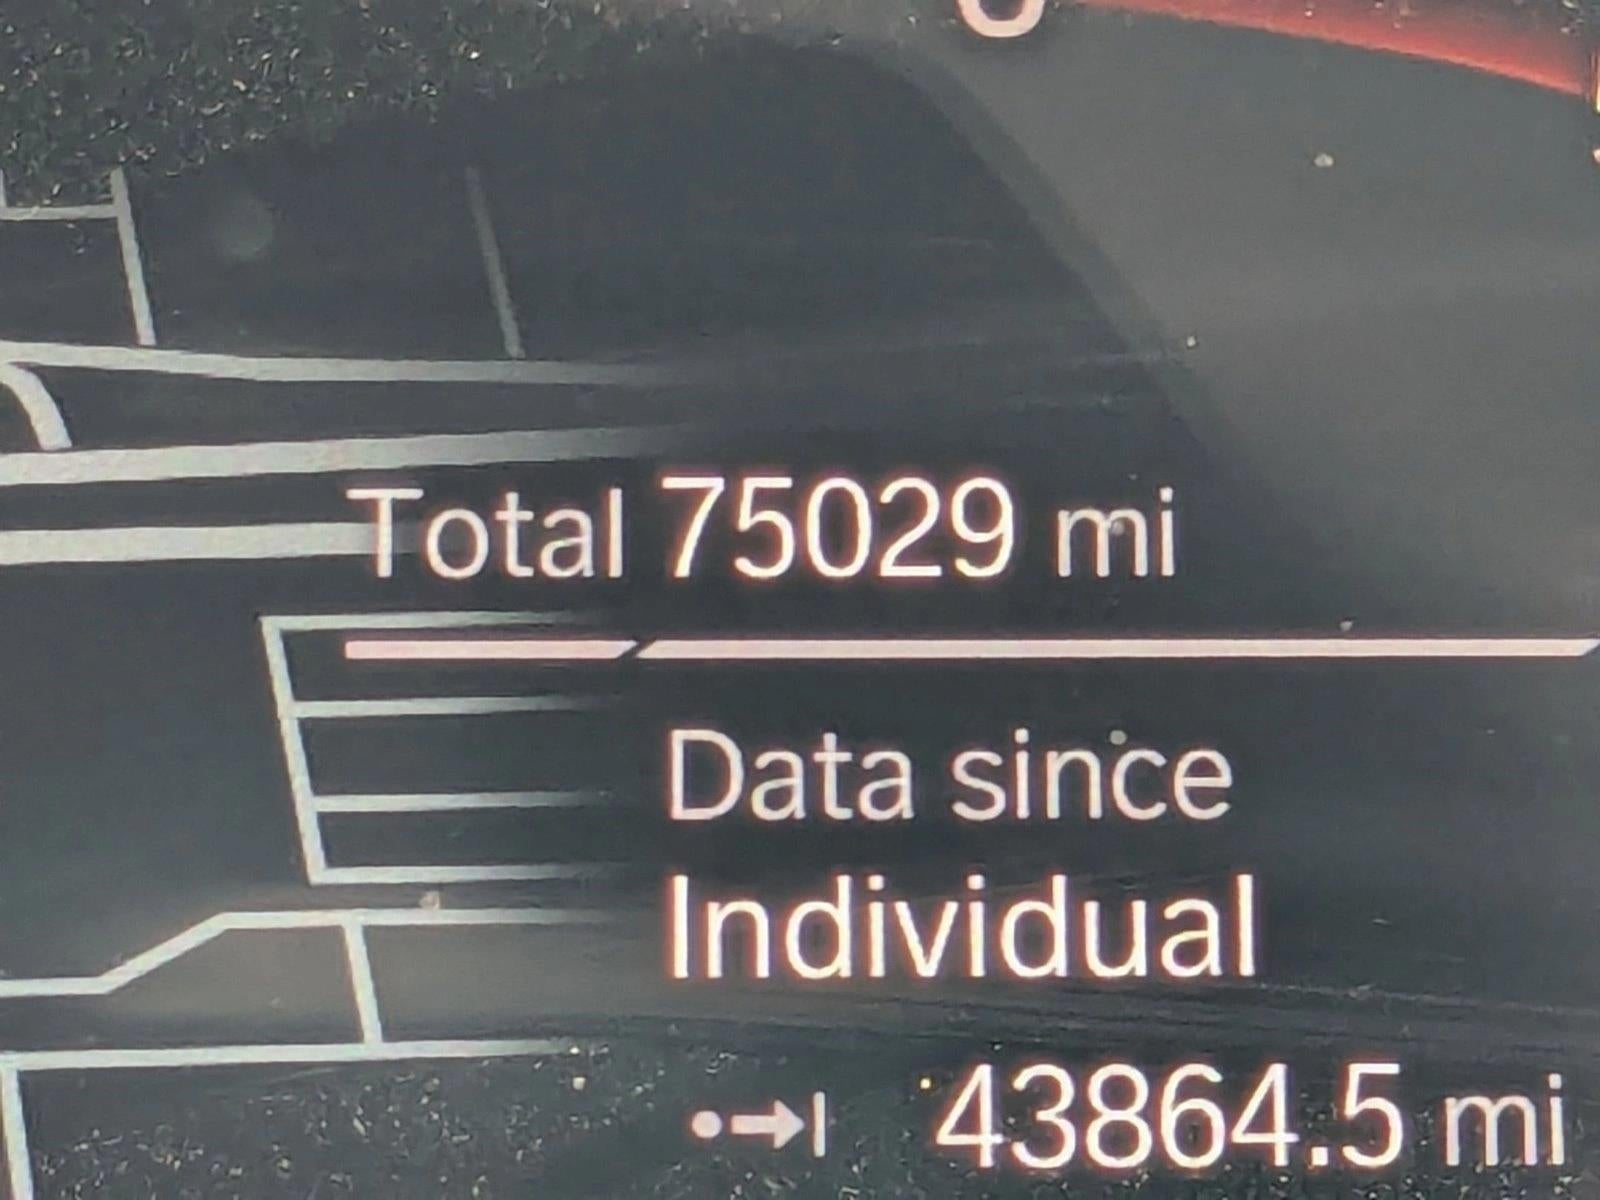 Total 75029 mi
Data since
Individual
43864.5 mi